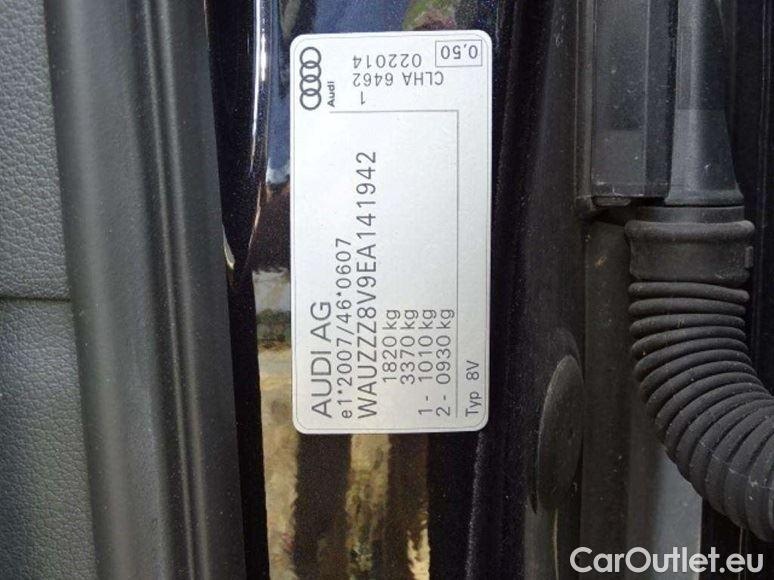 Audi
1
CLHA 6462
022014
0,50
AUDI AG
e1*2007/46*0607
WAUZZZ8V9EA141942
1820 kg
3370 kg
1 - 1010 kg
2 - 0930 kg
Typ 8V
CarOutlet.eu